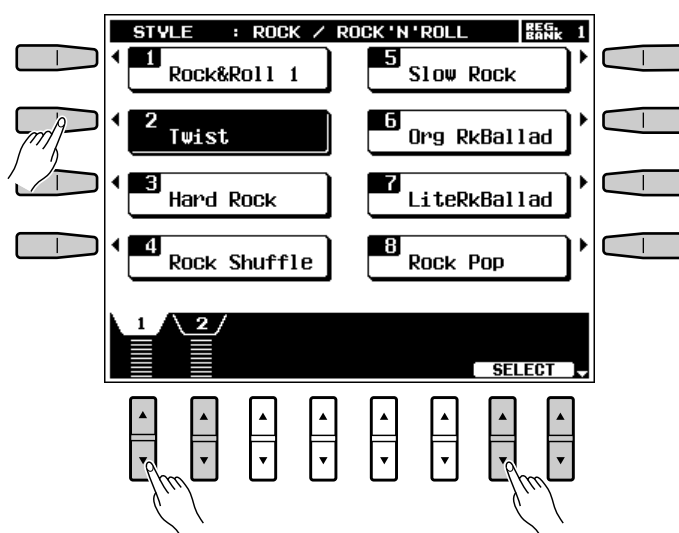 STYLE : ROCK / ROCK'N'ROLL REG. BANK 1
1 Rock&Roll 1
2 Twist
3 Hard Rock
4 Rock Shuffle
5 Slow Rock
6 Org RkBallad
7 LiteRkBallad
8 Rock Pop
1 2
SELECT